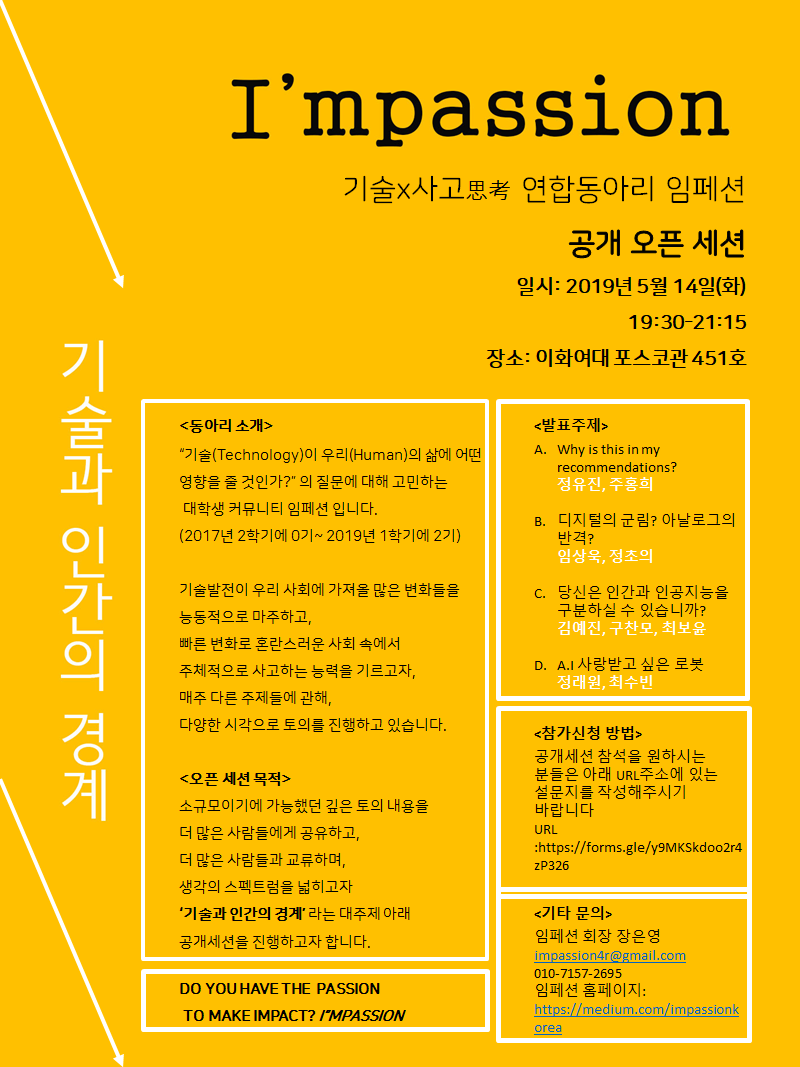 I'mpassion
기술x사고思考 연합동아리 임페션
공개 오픈 세션
일시: 2019년 5월 14일(화)
19:30-21:15
장소: 이화여대 포스코관 451호
기술과 인간의 경계
<동아리 소개>
“기술(Technology)이 우리(Human)의 삶에 어떤
영향을 줄 것인가?” 의 질문에 대해 고민하는
대학생 커뮤니티 임페션 입니다.
(2017년 2학기에 0기~ 2019년 1학기에 2기)
기술발전이 우리 사회에 가져올 많은 변화들을
능동적으로 마주하고,
빠른 변화로 혼란스러운 사회 속에서
주체적으로 사고하는 능력을 기르고자,
매주 다른 주제들에 관해,
다양한 시각으로 토의를 진행하고 있습니다.
<오픈 세션 목적>
소규모이기에 가능했던 깊은 토의 내용을
더 많은 사람들에게 공유하고,
더 많은 사람들과 교류하며,
생각의 스펙트럼을 넓히고자
‘기술과 인간의 경계’ 라는 대주제 아래
공개세션을 진행하고자 합니다.
DO YOU HAVE THE PASSION
TO MAKE IMPACT? I”MPASSION
<발표주제>
A. Why is this in my
recommendations?
정유진, 주홍희
B. 디지털의 군림? 아날로그의
반격?
임상욱, 정초의
C. 당신은 인간과 인공지능을
구분하실 수 있습니까?
김예진, 구찬모, 최보윤
D. A.I 사랑받고 싶은 로봇
정래원, 최수빈
<참가신청 방법>
공개세션 참석을 원하시는
분들은 아래 URL주소에 있는
설문지를 작성해주시기
바랍니다
URL
:https://forms.gle/y9MKSkdoo2r4
zP326
<기타 문의>
임페션 회장 장은영
impassion4r@gmail.com
010-7157-2695
임페션 홈페이지:
https://medium.com/impassionk
orea